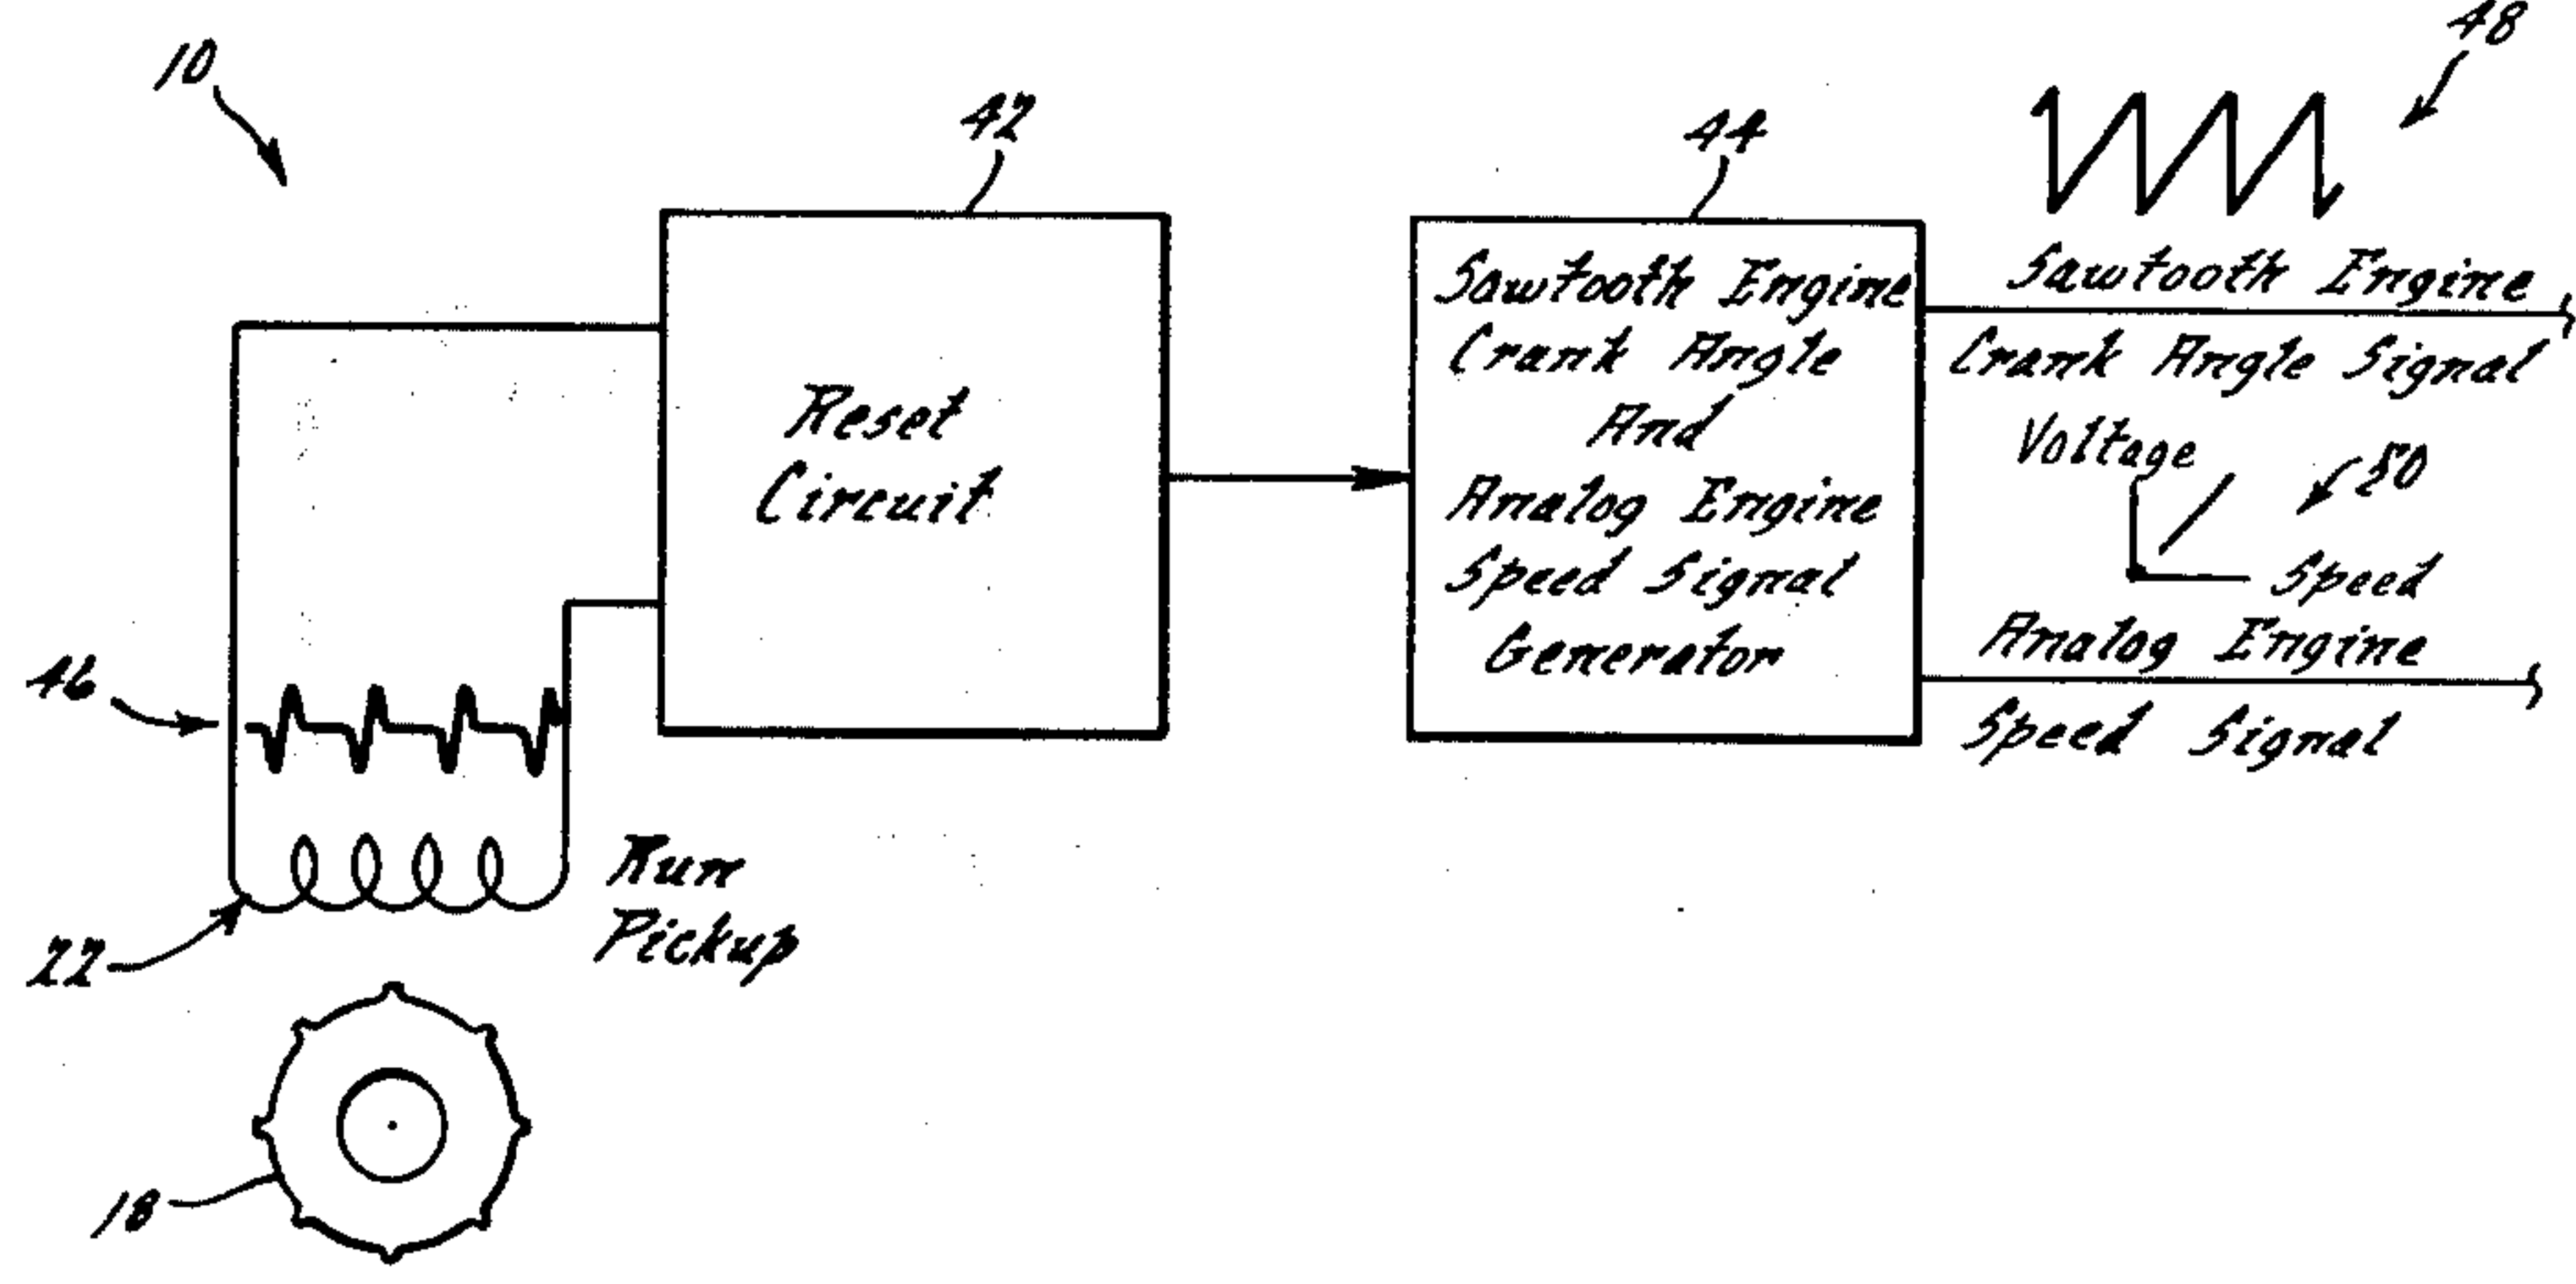 10
42
44
48
Reset
Circuit
Sawtooth Engine
Crank Angle
And
Analog Engine
Speed Signal
Generator
Sawtooth Engine
Crank Angle Signal
Voltage
50
Speed
Analog Engine
Speed Signal
46
Run
Pickup
22
18